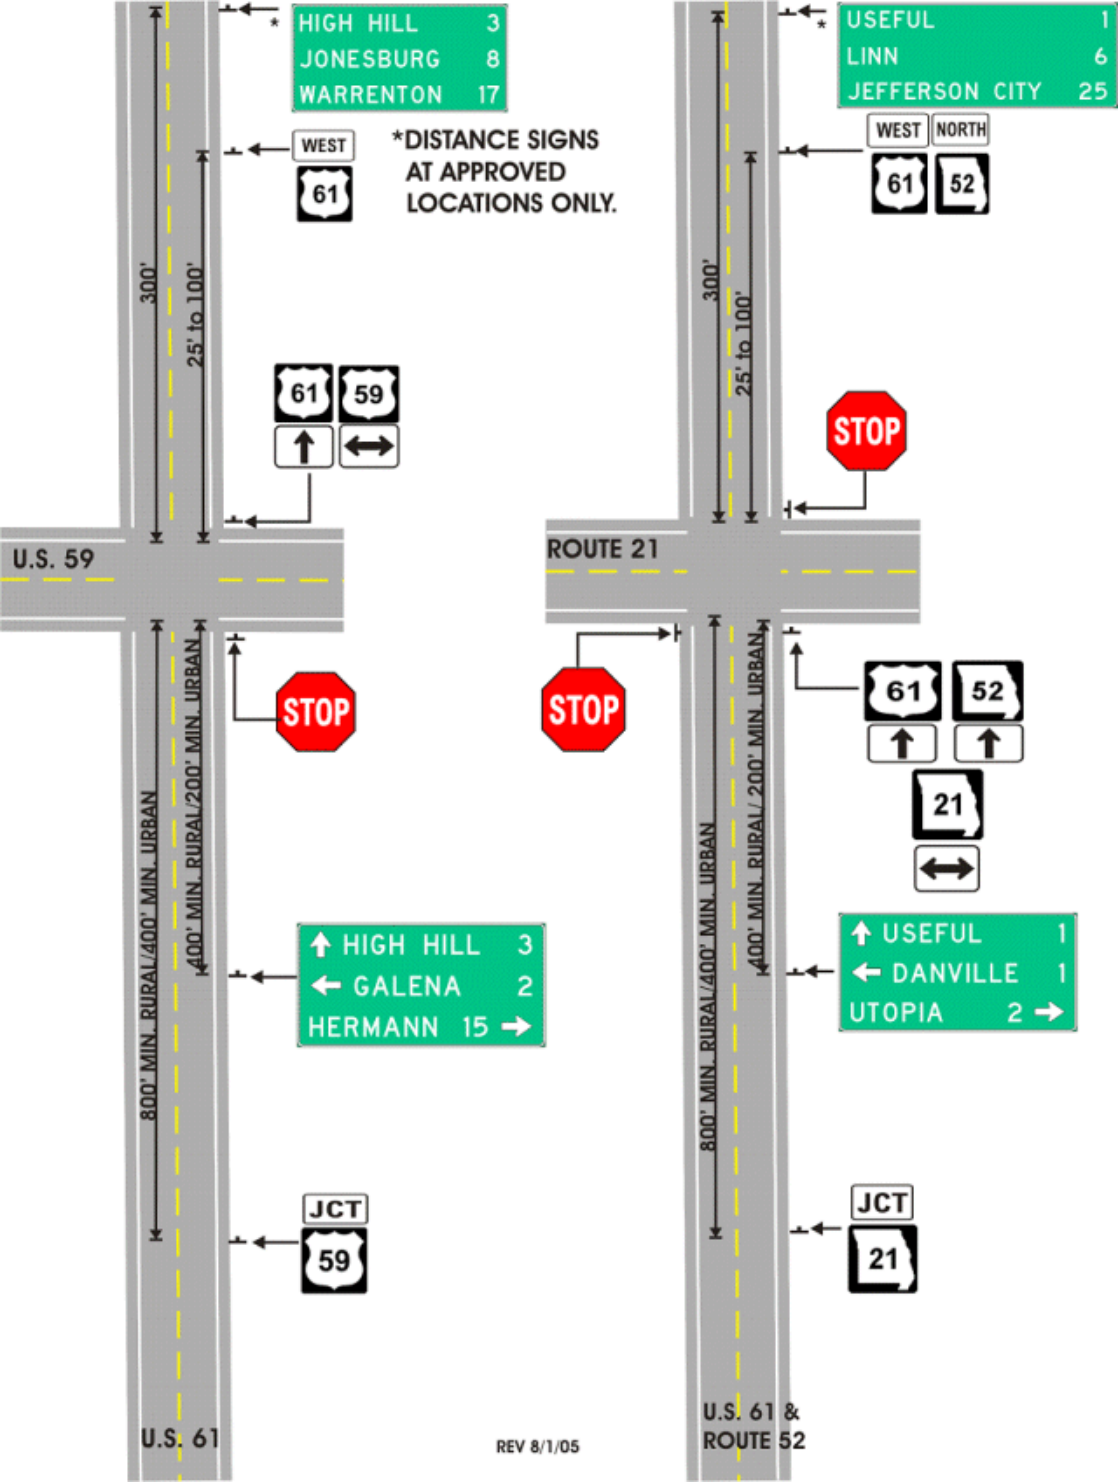 HIGH HILL 3
JONESBURG 8
WARRENTON 17
*
WEST
61
*DISTANCE SIGNS
AT APPROVED
LOCATIONS ONLY.
300'
25' to 100'
61 59
U.S. 59
STOP
400' MIN. RURAL/200' MIN. URBAN
800' MIN. RURAL/400' MIN. URBAN
HIGH HILL 3
GALENA 2
HERMANN 15
JCT
59
U.S. 61
USEFUL 1
LINN 6
JEFFERSON CITY 25
*
WEST NORTH
61 52
300'
25' to 100'
STOP
ROUTE 21
STOP
61 52
21
400' MIN. RURAL/ 200' MIN. URBAN
800' MIN. RURAL/400' MIN. URBAN
USEFUL 1
DANVILLE 1
UTOPIA 2
JCT
21
U.S. 61 &
ROUTE 52
REV 8/1/05